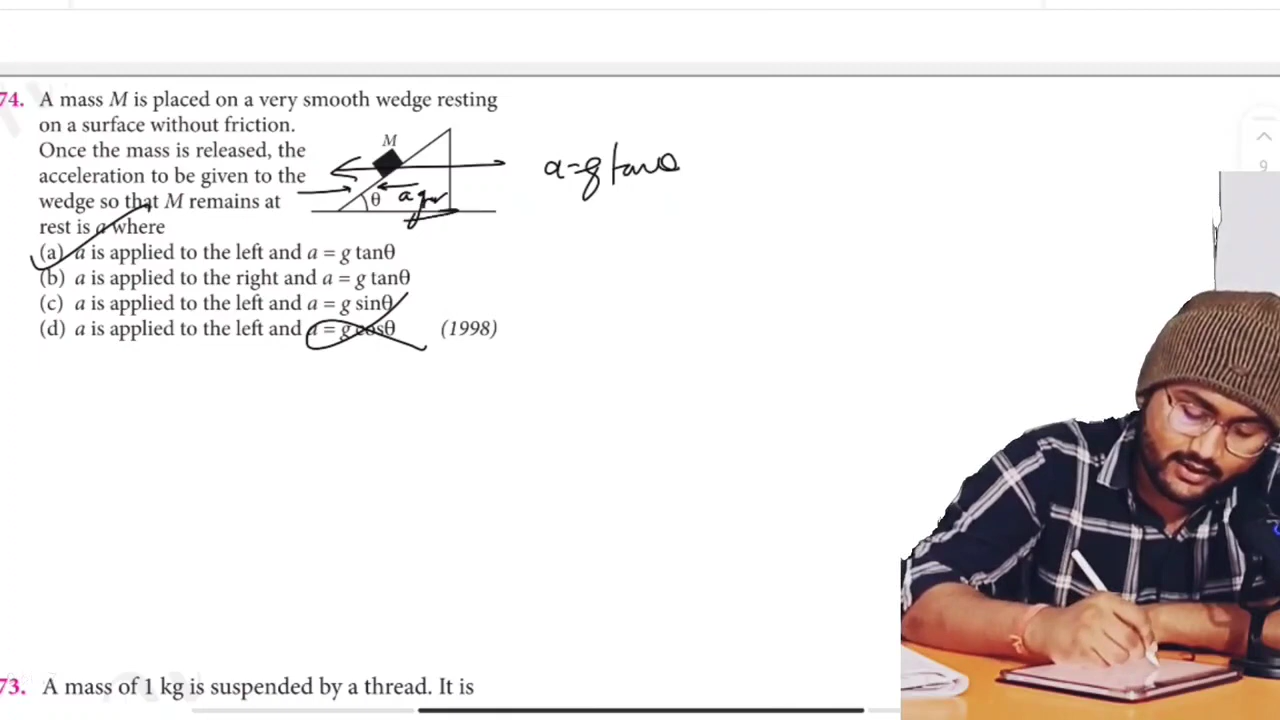 74. A mass M is placed on a very smooth wedge resting
on a surface without friction.
Once the mass is released, the
acceleration to be given to the
wedge so that M remains at
rest is a where
M
θ
a
a=g tanθ
(a) a is applied to the left and a = g tanθ
(b) a is applied to the right and a = g tanθ
(c) a is applied to the left and a = g sinθ
(d) a is applied to the left and a = g cosθ (1998)
9
73. A mass of 1 kg is suspended by a thread. It is